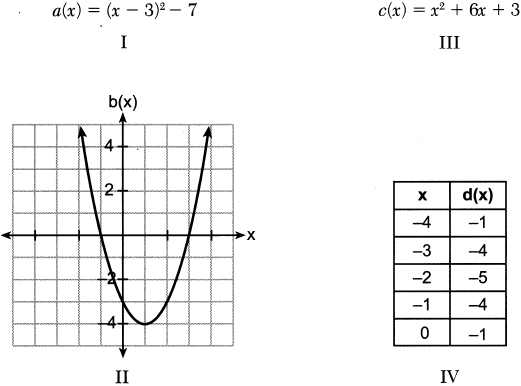 a(x) = (x − 3)² − 7
I
c(x) = x² + 6x + 3
III
b(x)
4
2
x
−2
−4
II
x d(x)
−4 −1
−3 −4
−2 −5
−1 −4
0 −1
IV